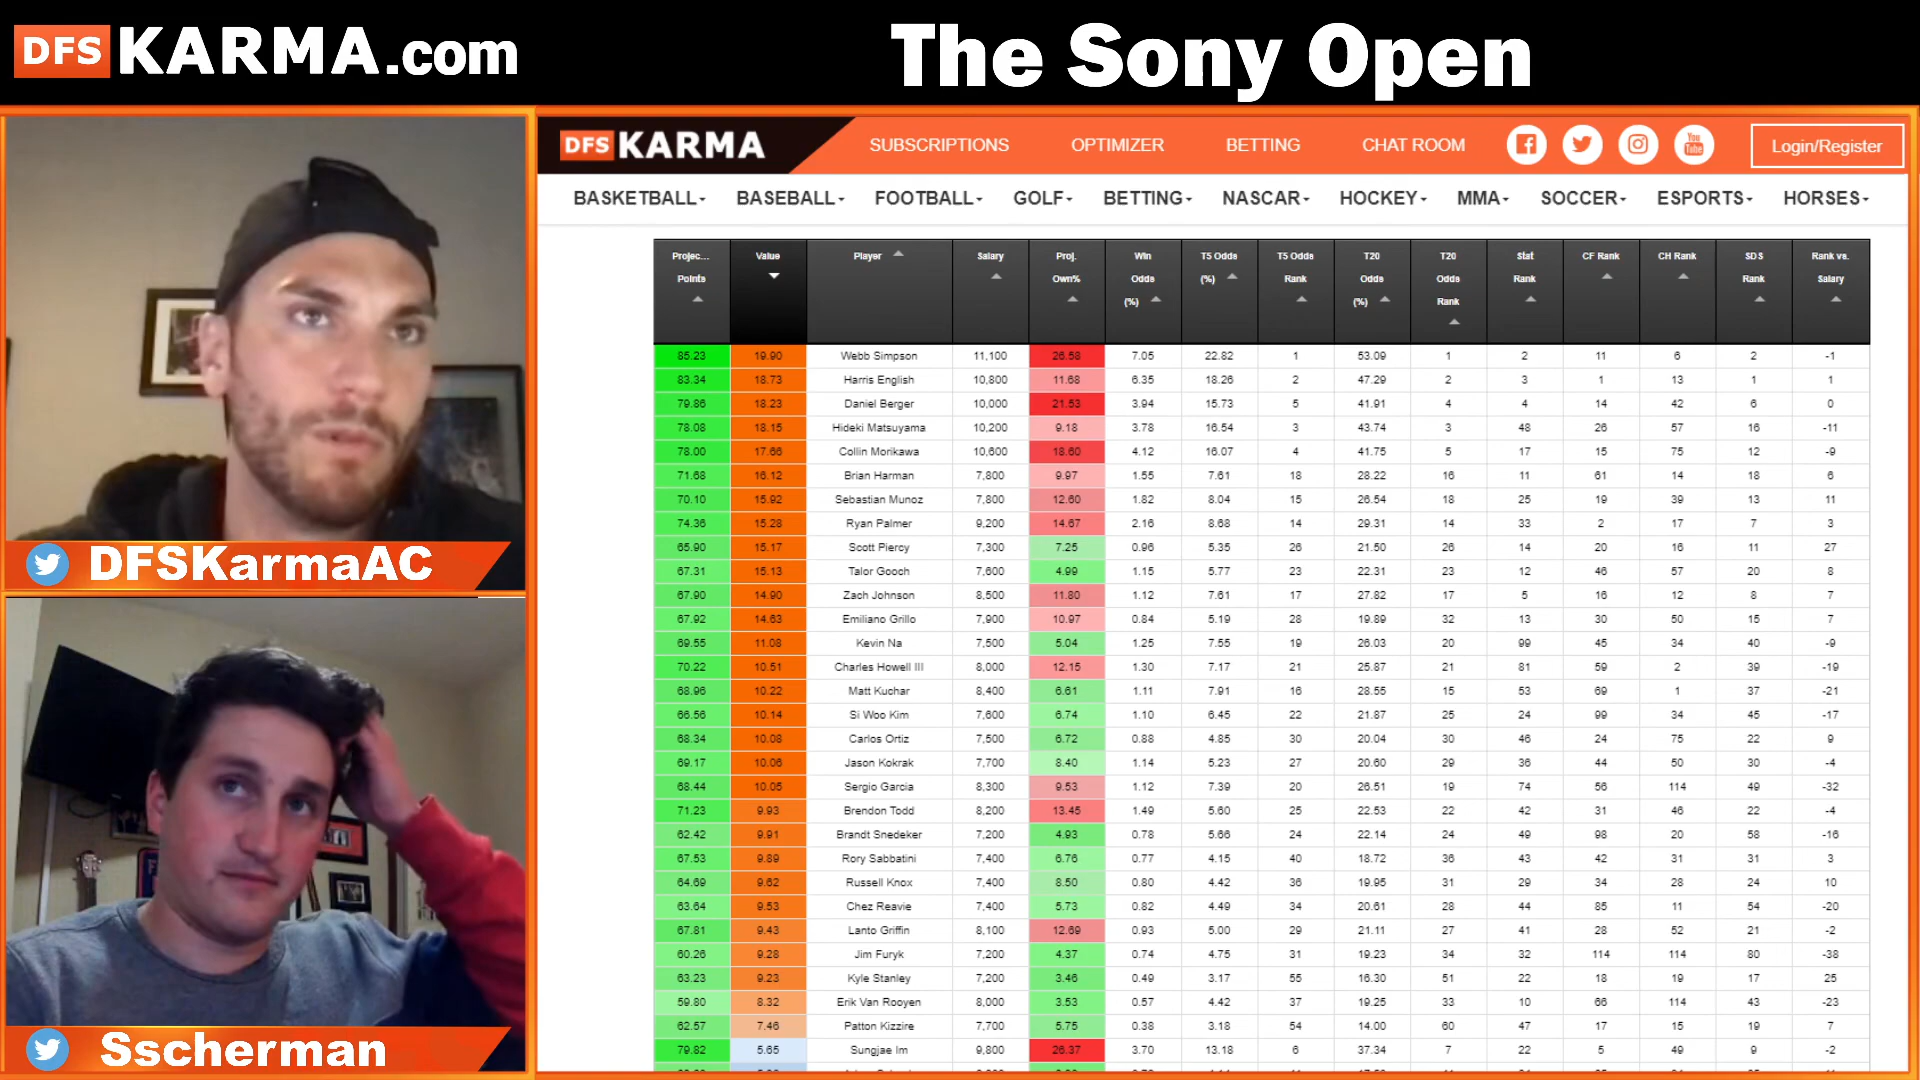 DFS KARMA.com
The Sony Open
DFS KARMA SUBSCRIPTIONS OPTIMIZER BETTING CHAT ROOM You Tube Login/Register
BASKETBALL BASEBALL FOOTBALL GOLF BETTING NASCAR HOCKEY MMA SOCCER ESPORTS HORSES
Projec... Points Value Player Salary Proj. Own% Win Odds (%) T5 Odds (%) T5 Odds Rank T20 Odds (%) T20 Odds Rank Stat Rank CF Rank CH Rank SDS Rank Rank vs. Salary
85.23 19.90 Webb Simpson 11,100 26.58 7.05 22.82 1 53.09 1 2 11 6 2 -1
83.34 18.73 Harris English 10,800 11.68 6.35 18.26 2 47.29 2 3 1 13 1 1
79.86 18.23 Daniel Berger 10,000 21.53 3.94 15.73 5 41.91 4 4 14 42 6 0
78.08 18.15 Hideki Matsuyama 10,200 9.18 3.78 16.54 3 43.74 3 48 26 57 16 -11
78.00 17.66 Collin Morikawa 10,600 18.60 4.12 16.07 4 41.75 5 17 15 75 12 -9
71.68 16.12 Brian Harman 7,800 9.97 1.55 7.61 18 28.22 16 11 61 14 18 6
70.10 15.92 Sebastian Munoz 7,800 12.60 1.82 8.04 15 26.54 18 25 19 39 13 11
74.36 15.28 Ryan Palmer 9,200 14.67 2.16 8.68 14 29.31 14 33 2 17 7 3
65.90 15.17 Scott Piercy 7,300 7.25 0.96 5.35 26 21.50 26 14 20 16 11 27
67.31 15.13 Talor Gooch 7,600 4.99 1.15 5.77 23 22.31 23 12 46 57 20 8
67.90 14.90 Zach Johnson 8,500 11.80 1.12 7.61 17 27.82 17 5 16 12 8 7
67.92 14.63 Emiliano Grillo 7,900 10.97 0.84 5.19 28 19.89 32 13 30 50 15 7
69.55 11.08 Kevin Na 7,500 5.04 1.25 7.55 19 26.03 20 99 45 34 40 -9
70.22 10.51 Charles Howell III 8,000 12.15 1.30 7.17 21 25.87 21 81 59 2 39 -19
68.96 10.22 Matt Kuchar 8,400 6.61 1.11 7.91 16 28.55 15 53 69 1 37 -21
66.56 10.14 Si Woo Kim 7,600 6.74 1.10 6.45 22 21.87 25 24 99 34 45 -17
68.34 10.08 Carlos Ortiz 7,500 6.72 0.88 4.85 30 20.04 30 46 24 75 22 9
69.17 10.06 Jason Kokrak 7,700 8.40 1.14 5.23 27 20.60 29 36 44 50 30 -4
68.44 10.05 Sergio Garcia 8,300 9.53 1.12 7.39 20 26.51 19 74 56 114 49 -32
71.23 9.93 Brendon Todd 8,200 13.45 1.49 5.60 25 22.53 22 42 31 46 22 -4
62.42 9.91 Brandt Snedeker 7,200 4.93 0.78 5.66 24 22.14 24 49 98 20 58 -16
67.53 9.89 Rory Sabbatini 7,400 6.76 0.77 4.15 40 18.72 36 43 42 31 31 3
64.69 9.62 Russell Knox 7,400 8.50 0.80 4.42 36 19.95 31 29 34 28 24 10
63.64 9.53 Chez Reavie 7,400 5.73 0.82 4.49 34 20.61 28 44 85 11 54 -20
67.81 9.43 Lanto Griffin 8,100 12.69 0.93 5.00 29 21.11 27 41 28 52 21 -2
60.26 9.28 Jim Furyk 7,200 4.37 0.74 4.75 31 19.23 34 32 114 114 80 -38
63.23 9.23 Kyle Stanley 7,200 3.46 0.49 3.17 55 16.30 51 22 18 19 17 25
59.80 8.32 Erik Van Rooyen 8,000 3.53 0.57 4.42 37 19.25 33 10 66 114 43 -23
62.57 7.46 Patton Kizzire 7,700 5.75 0.38 3.18 54 14.00 60 47 17 15 19 7
79.82 5.65 Sungjae Im 9,800 26.37 3.70 13.18 6 37.34 7 22 5 49 9 -2
DFSKarmaAC
Sscherman